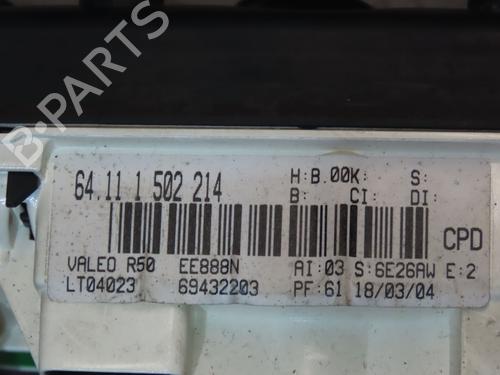 B-PARTS
64.11 1 502 214
H:B.00K: S:
B: CI: DI:
CPD
VALEO R50 EE888N AI:03 S:6E26AW E:2
LT04023 69432203 PF:61 18/03/04